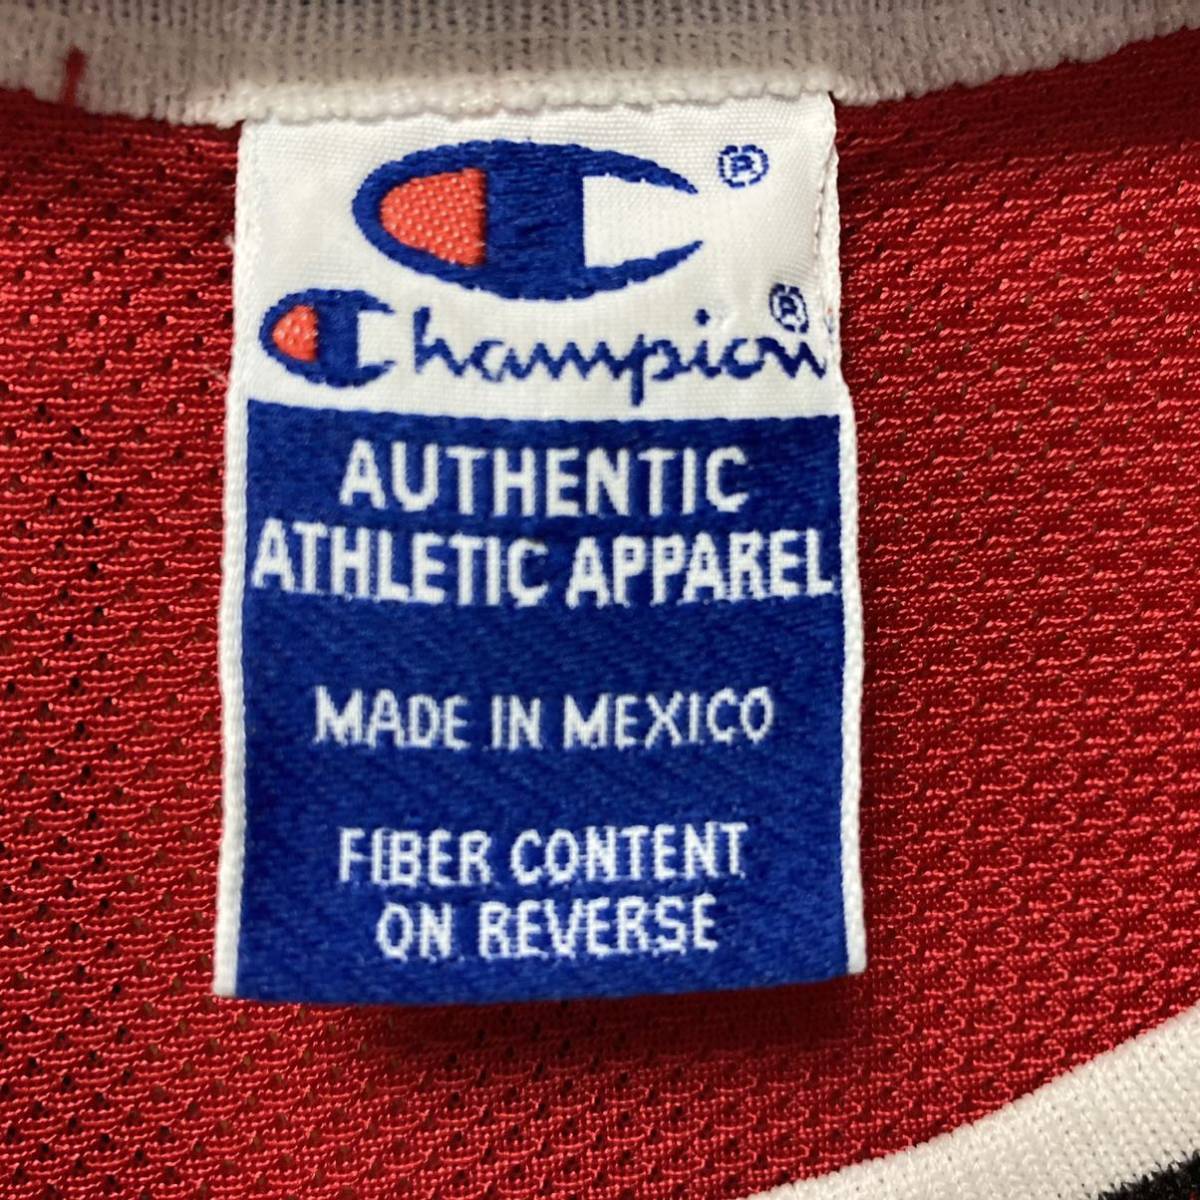 ®
Champion®
AUTHENTIC
ATHLETIC APPAREL
MADE IN MEXICO
FIBER CONTENT
ON REVERSE